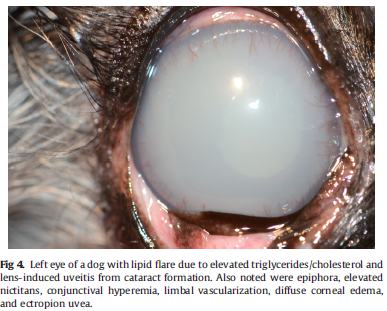 Fig 4. Left eye of a dog with lipid flare due to elevated triglycerides/cholesterol and
lens-induced uveitis from cataract formation. Also noted were epiphora, elevated
nictitans, conjunctival hyperemia, limbal vascularization, diffuse corneal edema,
and ectropion uvea.